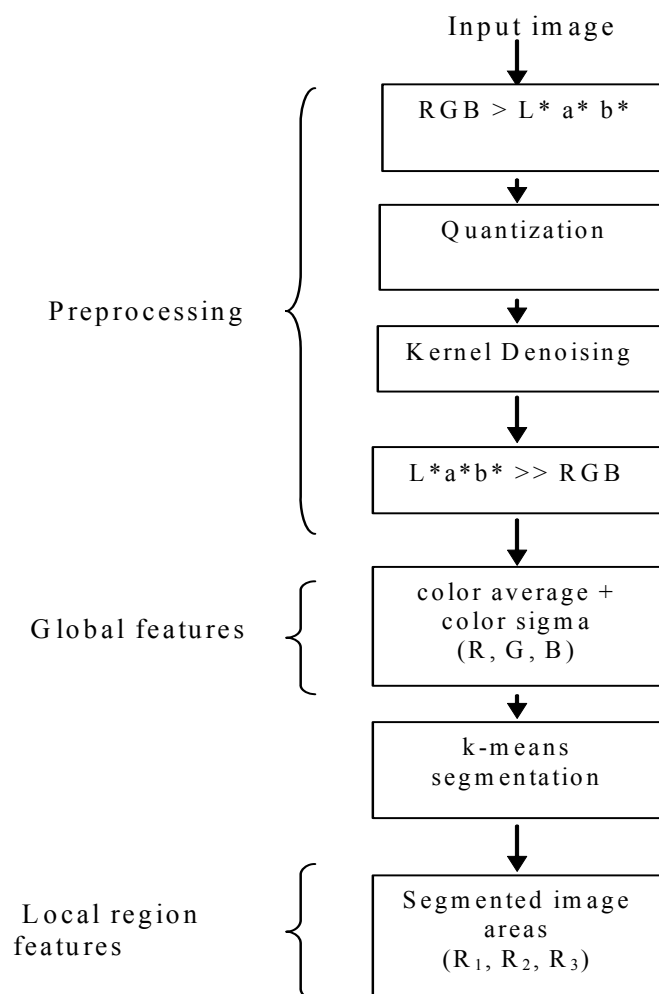 Input image
RGB > L* a* b*
Quantization
Preprocessing
Kernel Denoising
L*a*b* >> RGB
Global features
color average +
color sigma
(R, G, B)
k-means
segmentation
Local region
features
Segmented image
areas
(R₁, R₂, R₃)